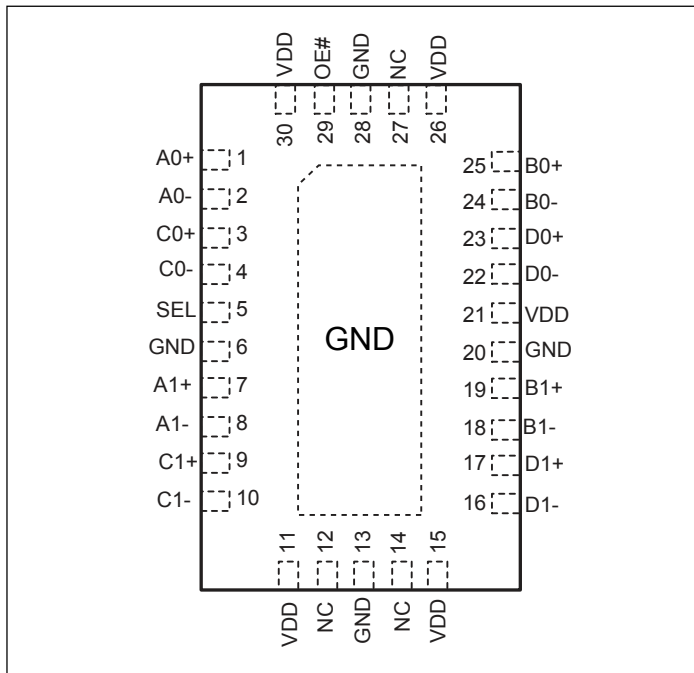 VDD OE# GND NC VDD
30 29 28 27 26
A0+ 1 25 B0+
A0- 2 24 B0-
C0+ 3 23 D0+
C0- 4 22 D0-
SEL 5 21 VDD
GND 6 20 GND
A1+ 7 19 B1+
A1- 8 18 B1-
C1+ 9 17 D1+
C1- 10 16 D1-
GND
11 12 13 14 15
VDD NC GND NC VDD